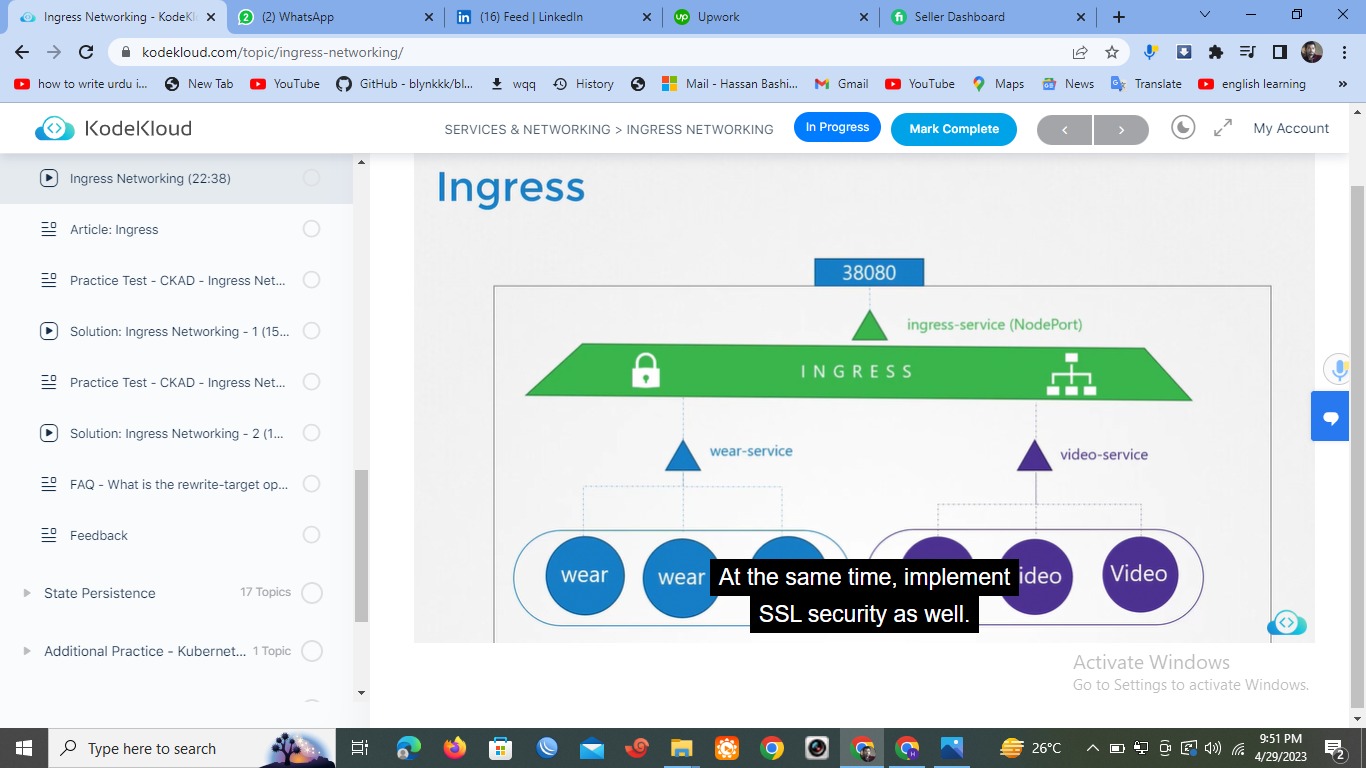 Ingress Networking - KodeKl
(2) WhatsApp
(16) Feed | LinkedIn
Upwork
Seller Dashboard
kodekloud.com/topic/ingress-networking/
how to write urdu i...
New Tab
YouTube
GitHub - blynkkk/bl...
wqq
History
Mail - Hassan Bashi...
Gmail
YouTube
Maps
News
Translate
english learning
»
KodeKloud
SERVICES & NETWORKING > INGRESS NETWORKING
In Progress
Mark Complete
My Account
Ingress Networking (22:38)
Article: Ingress
Practice Test - CKAD - Ingress Net...
Solution: Ingress Networking - 1 (15...
Practice Test - CKAD - Ingress Net...
Solution: Ingress Networking - 2 (1...
FAQ - What is the rewrite-target op...
Feedback
State Persistence
17 Topics
Additional Practice - Kubernet...
1 Topic
Ingress
38080
ingress-service (NodePort)
INGRESS
wear-service
video-service
wear
wear
ideo
Video
At the same time, implement
SSL security as well.
Activate Windows
Go to Settings to activate Windows.
Type here to search
26°C
9:51 PM
4/29/2023
2